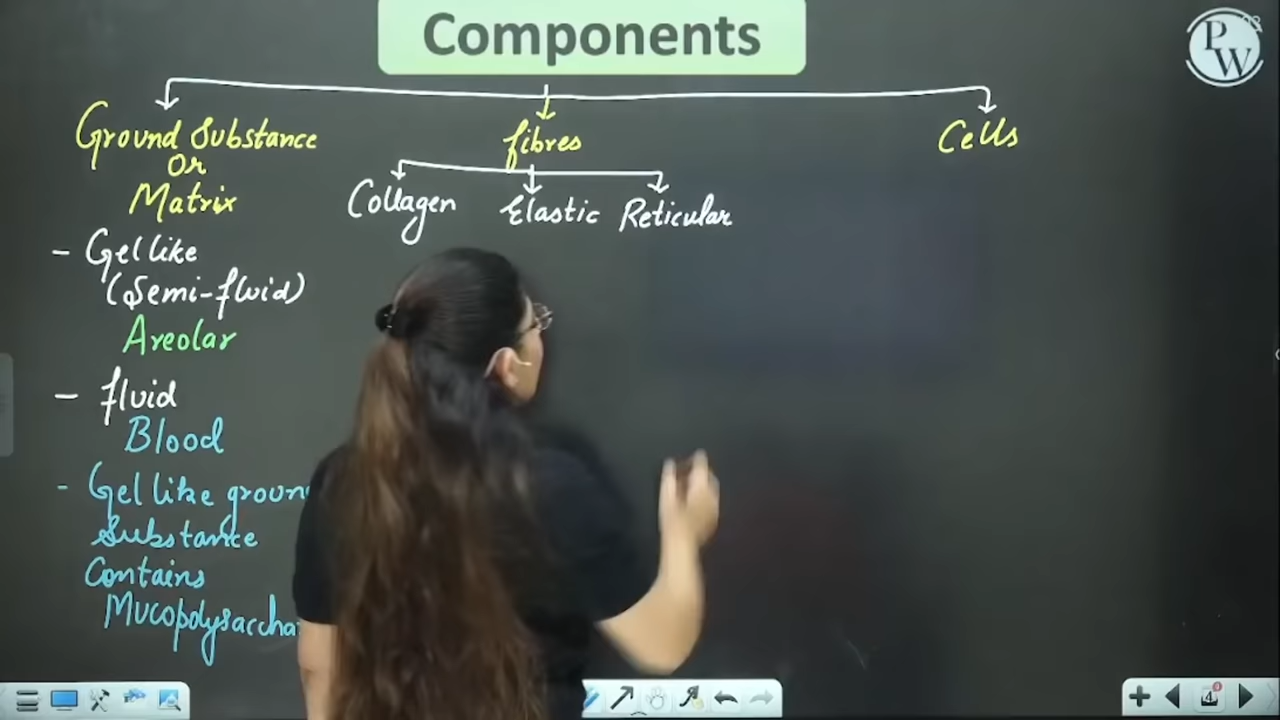 Components
Ground Substance
Or
Matrix
fibres
Cells
Collagen Elastic Reticular
- Gel like
(Semi-fluid)
Areolar
- fluid
Blood
- Gel like
Substance
Contains
PW